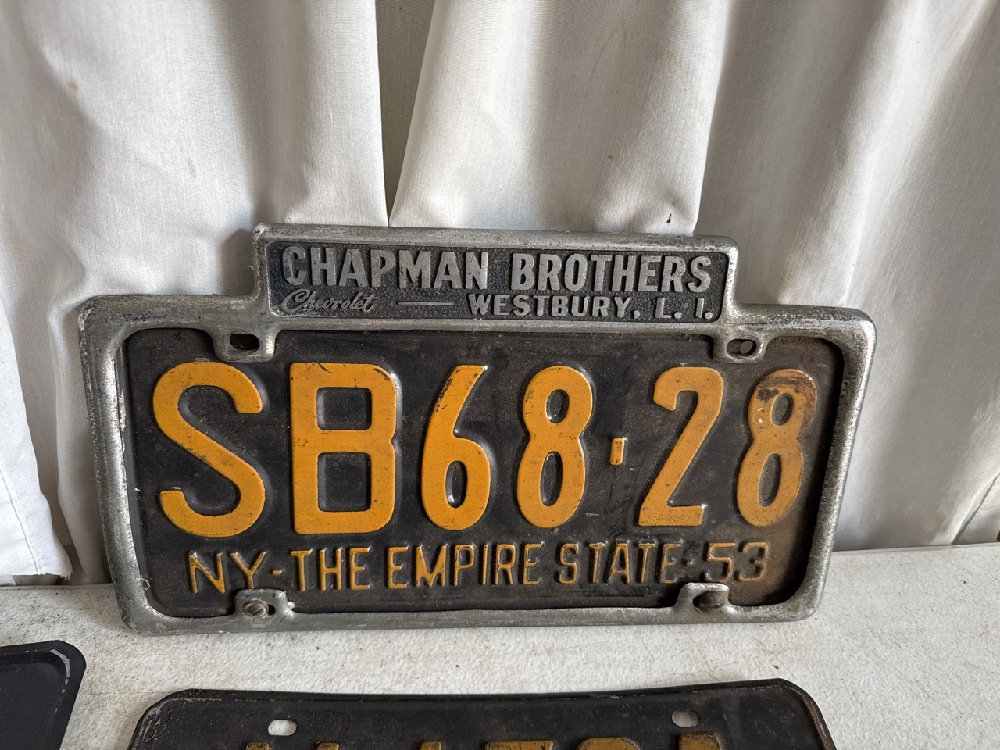 CHAPMAN BROTHERS
Chevrolet — WESTBURY, L. I.
SB68·28
NY-THE EMPIRE STATE-53